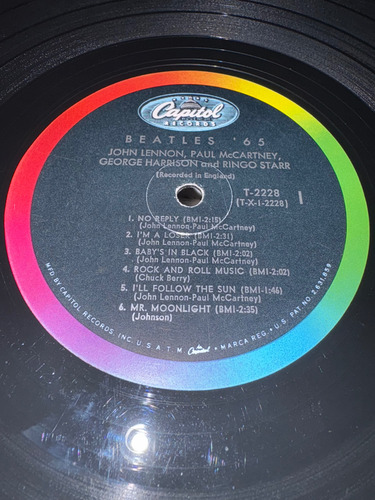 Capitol
RECORDS
BEATLES '65
JOHN LENNON, PAUL McCARTNEY,
GEORGE HARRISON and RINGO STARR
(Recorded in England)
T-2228
(T-X-1-2228)
1
1. NO REPLY (BMI-2:15)
(John Lennon-Paul McCartney)
2. I'M A LOSER (BMI-2:31)
(John Lennon-Paul McCartney)
3. BABY'S IN BLACK (BMI-2:02)
(John Lennon-Paul McCartney)
4. ROCK AND ROLL MUSIC (BMI-2:02)
(Chuck Berry)
5. I'LL FOLLOW THE SUN (BMI-1:46)
(John Lennon-Paul McCartney)
6. MR. MOONLIGHT (BMI-2:35)
(Johnson)
MFD. BY CAPITOL RECORDS, INC. U.S.A. T.M. Capitol MARCA REG. • U.S. PAT. NO. 2,631,859